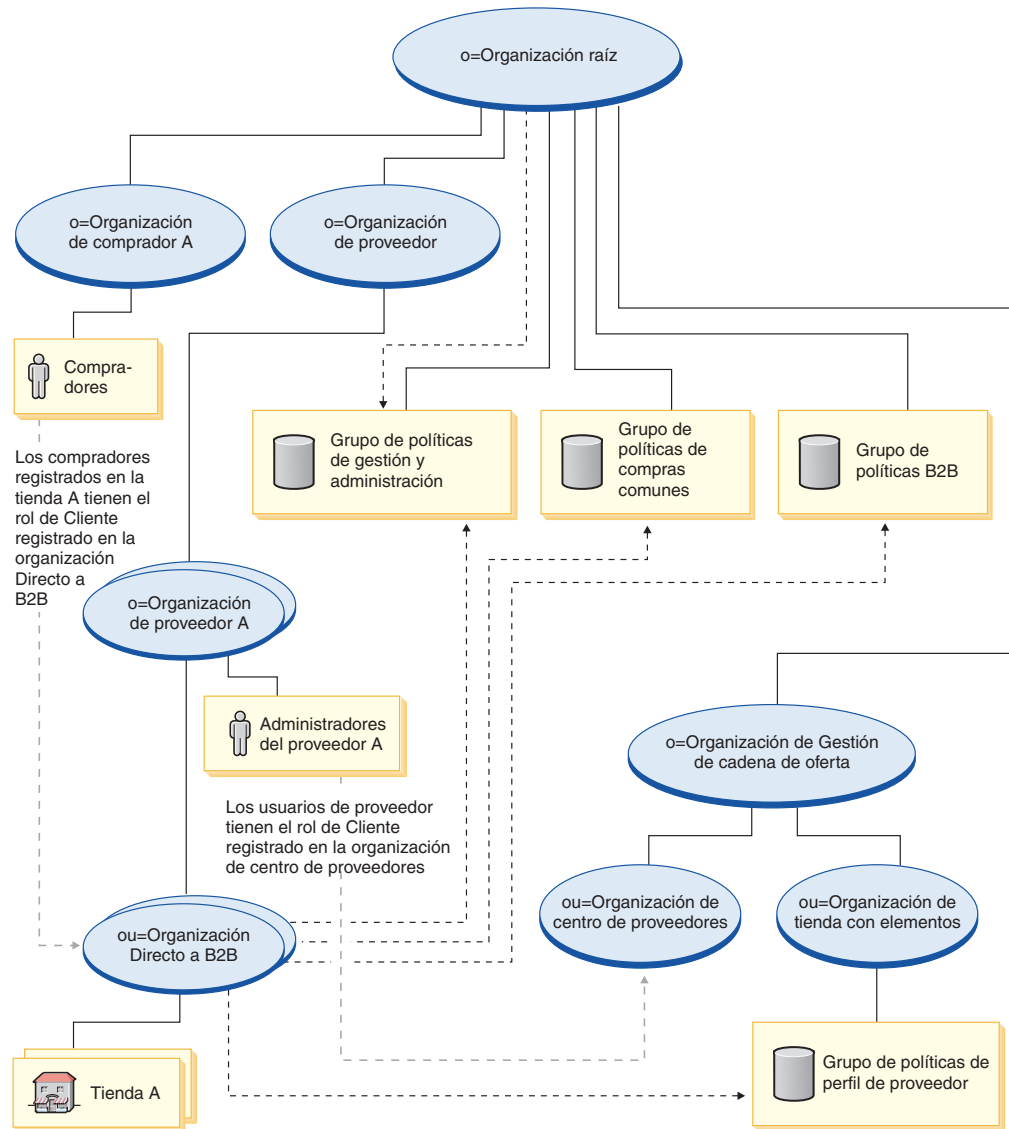 o=Organización raíz
o=Organización
de comprador A
o=Organización
de proveedor
Compra-
dores
Grupo de políticas
de gestión y
administración
Grupo de
políticas de
compras
comunes
Grupo de
políticas B2B
Los compradores
registrados en la
tienda A tienen el
rol de Cliente
registrado en la
organización
Directo a
B2B
o=Organización
de proveedor A
Administradores
del proveedor A
o=Organización de Gestión
de cadena de oferta
Los usuarios de proveedor
tienen el rol de Cliente
registrado en la organización
de centro de proveedores
ou=Organización de
centro de proveedores
ou=Organización de
tienda con elementos
ou=Organización
Directo a B2B
Tienda A
Grupo de políticas de
perfil de proveedor